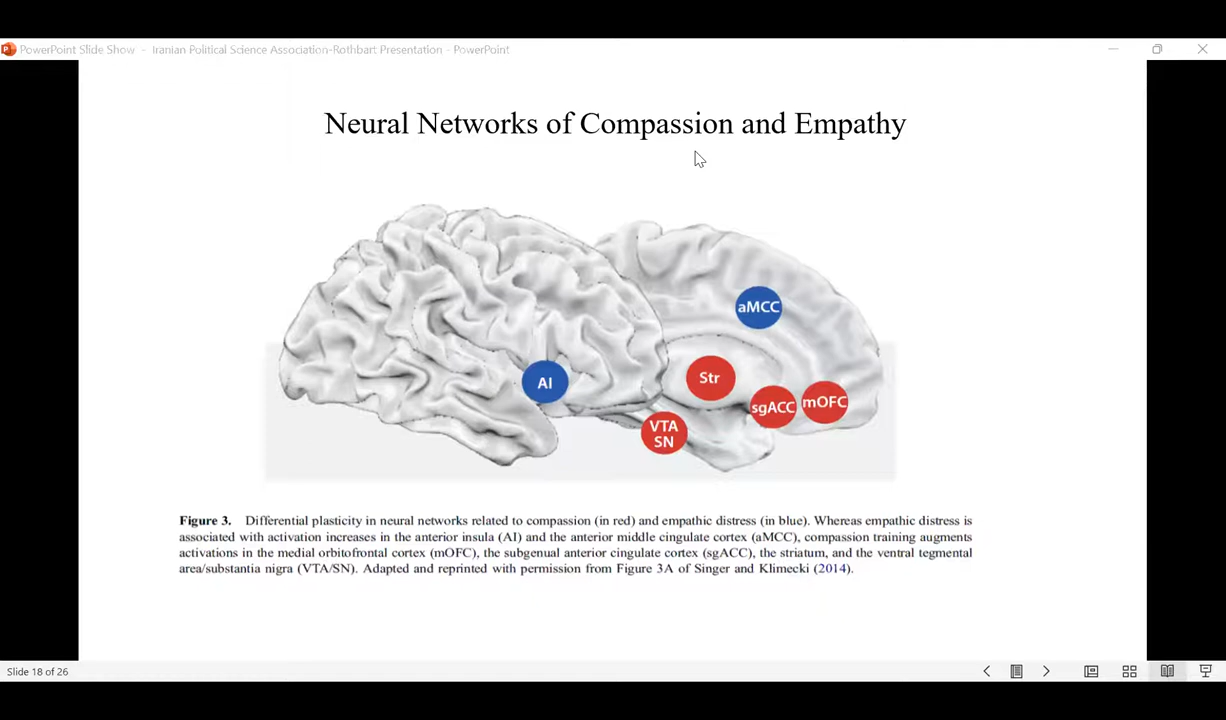 PowerPoint Slide Show - Iranian Political Science Association-Rothbart Presentation - PowerPoint
Neural Networks of Compassion and Empathy
aMCC
Str
AI
sgACC
mOFC
VTA
SN
Figure 3. Differential plasticity in neural networks related to compassion (in red) and empathic distress (in blue). Whereas empathic distress is
associated with activation increases in the anterior insula (AI) and the anterior middle cingulate cortex (aMCC), compassion training augments
activations in the medial orbitofrontal cortex (mOFC), the subgenual anterior cingulate cortex (sgACC), the striatum, and the ventral tegmental
area/substantia nigra (VTA/SN). Adapted and reprinted with permission from Figure 3A of Singer and Klimecki (2014).
Slide 18 of 26